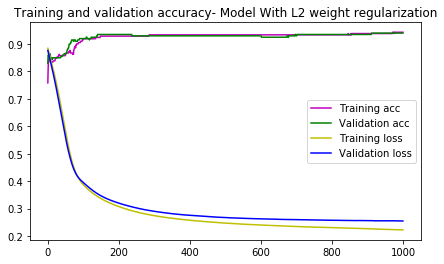 Training and validation accuracy- Model With L2 weight regularization
0.9
0.8
0.7
0.6
0.5
0.4
0.3
0.2
Training acc
Validation acc
Training loss
Validation loss
0 200 400 600 800 1000